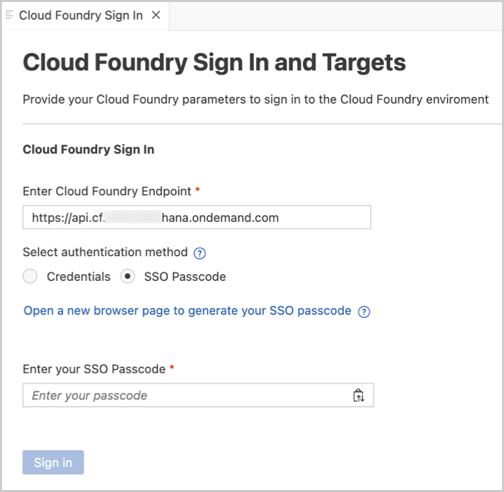 Cloud Foundry Sign In
Cloud Foundry Sign In and Targets
Provide your Cloud Foundry parameters to sign in to the Cloud Foundry enviroment
Cloud Foundry Sign In
Enter Cloud Foundry Endpoint *
https://api.cf. hana.ondemand.com
Select authentication method
Credentials SSO Passcode
Open a new browser page to generate your SSO passcode
Enter your SSO Passcode *
Enter your passcode
Sign in